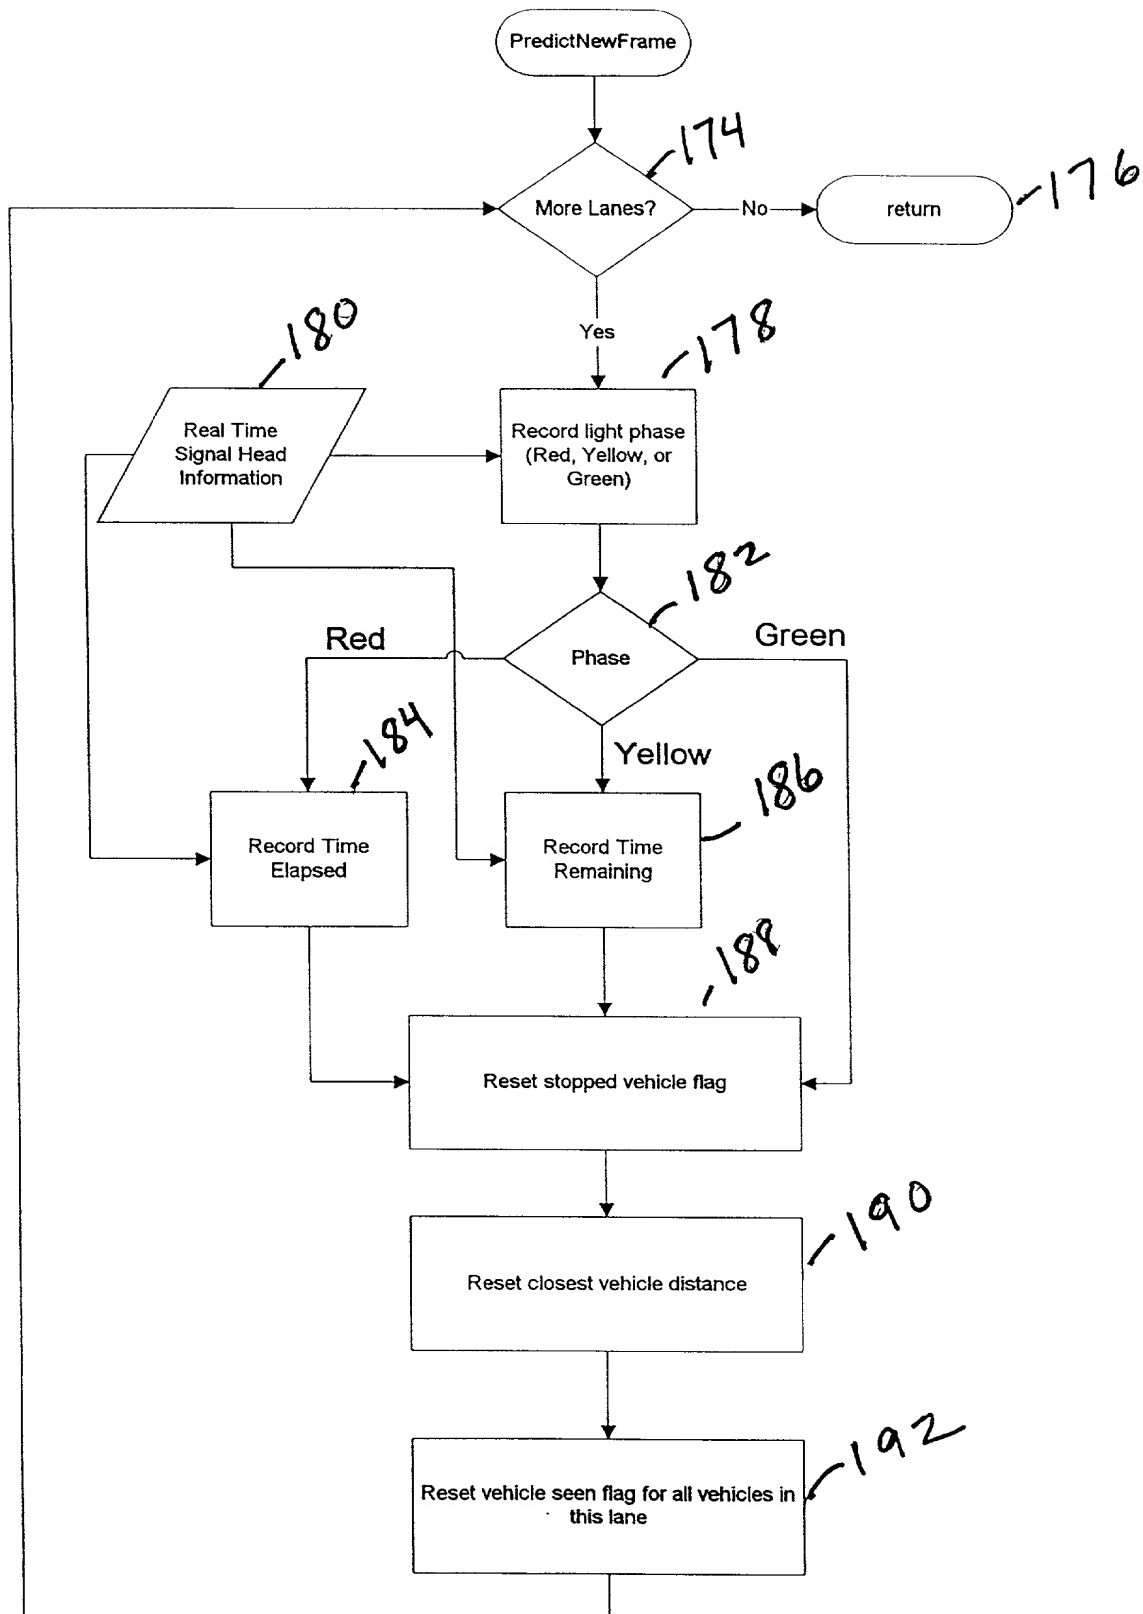 PredictNewFrame
174
More Lanes?
No
return
176
Yes
180
178
Real Time
Signal Head
Information
Record light phase
(Red, Yellow, or
Green)
182
Red
Phase
Green
184
Yellow
186
Record Time
Elapsed
Record Time
Remaining
188
Reset stopped vehicle flag
190
Reset closest vehicle distance
192
Reset vehicle seen flag for all vehicles in
this lane